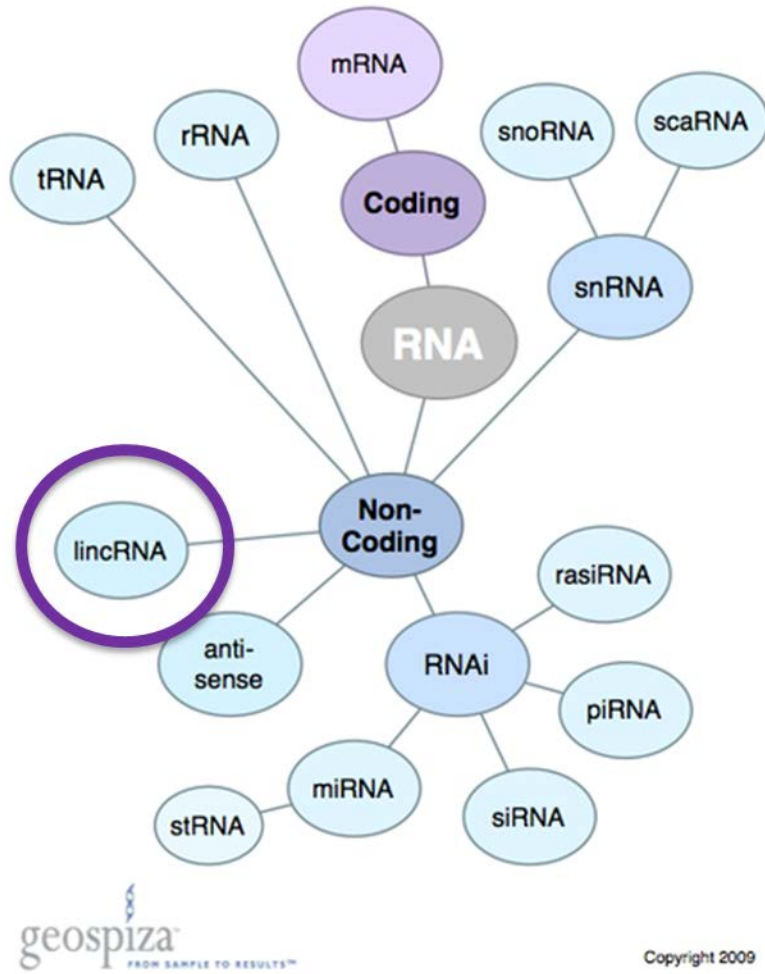 mRNA
rRNA
snoRNA
scaRNA
tRNA
Coding
snRNA
RNA
Non-
Coding
lincRNA
rasiRNA
anti-
sense
RNAi
piRNA
miRNA
stRNA
siRNA
geospiza™
FROM SAMPLE TO RESULTS™
Copyright 2009